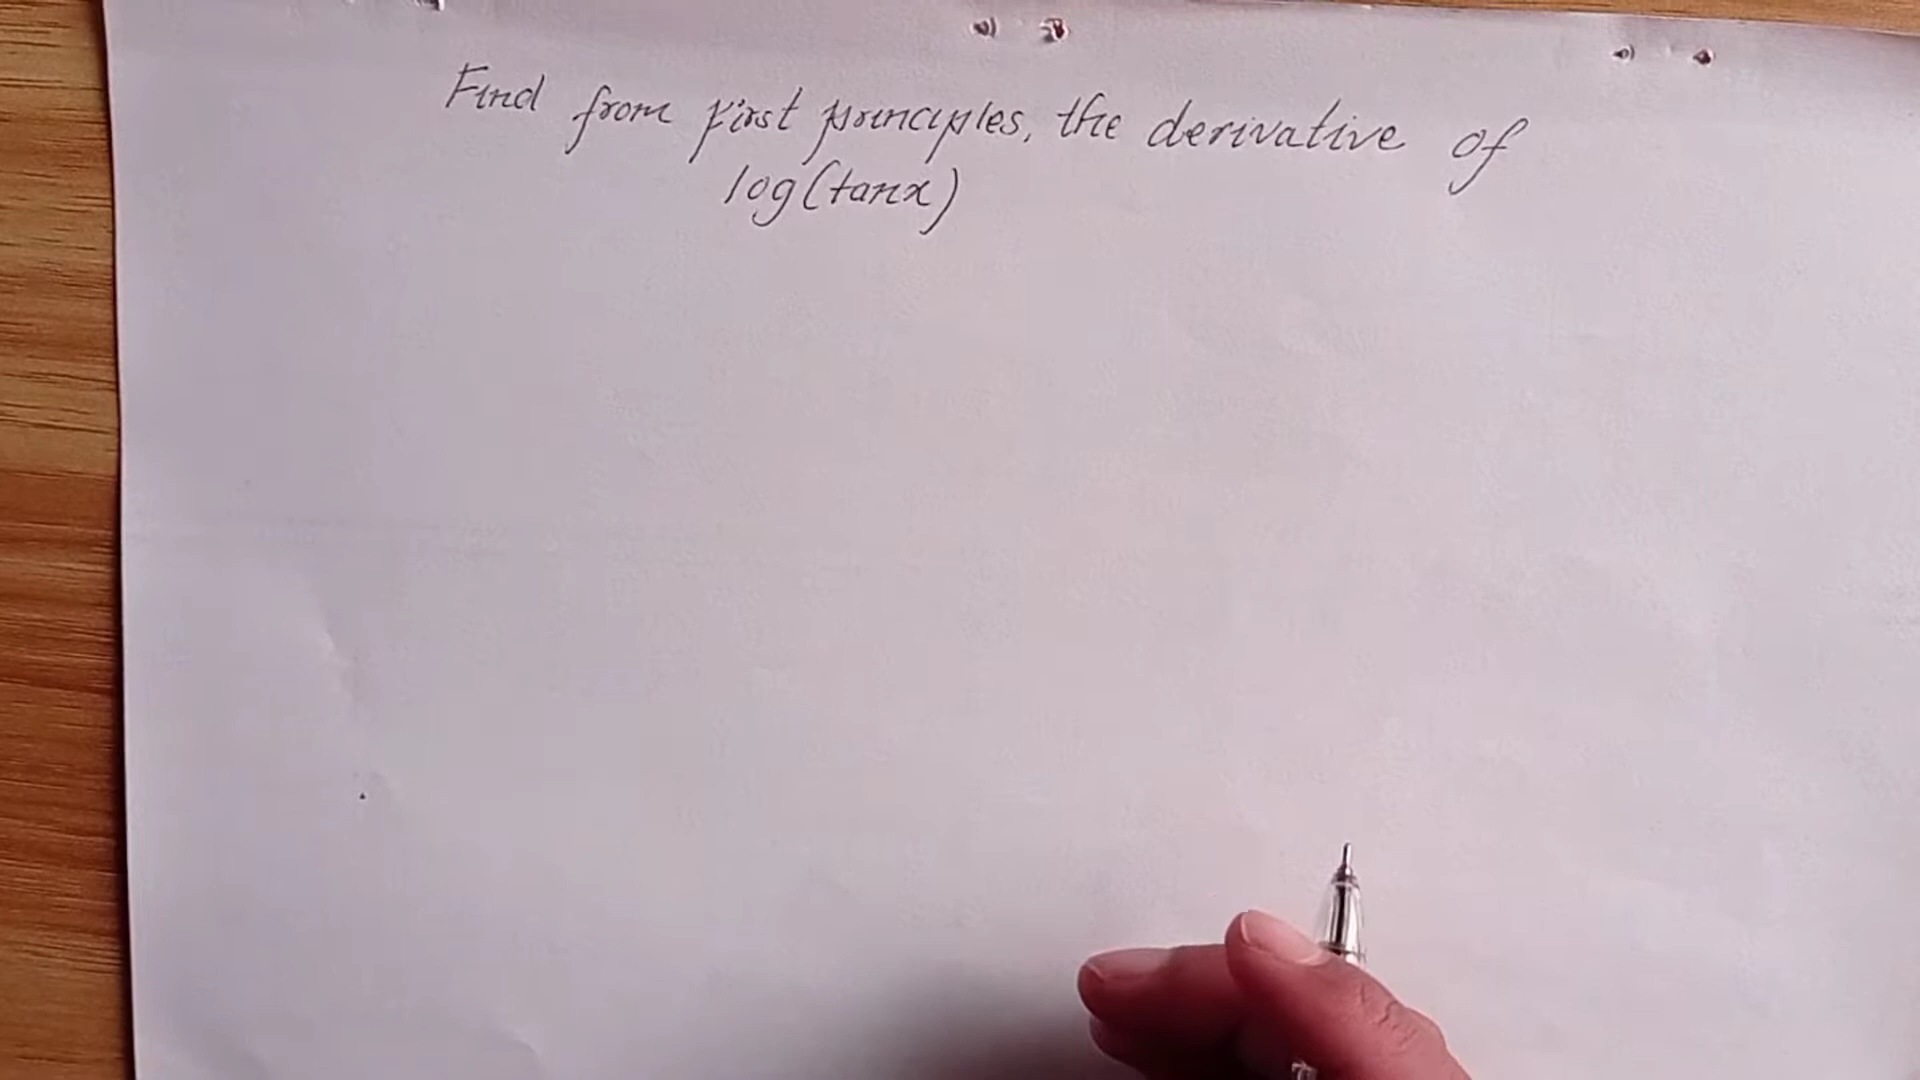 Find from first principles, the derivative of
log(tanx)